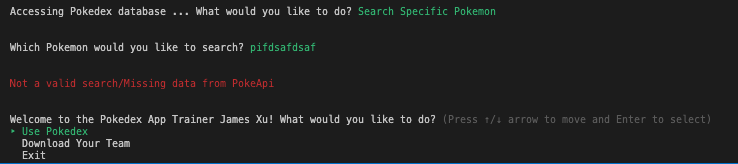 Accessing Pokedex database ... What would you like to do? Search Specific Pokemon
Which Pokemon would you like to search? pifdsafdsaf
Not a valid search/Missing data from PokeApi
Welcome to the Pokedex App Trainer James Xu! What would you like to do? (Press ↑/↓ arrow to move and Enter to select)
‣ Use Pokedex
Download Your Team
Exit